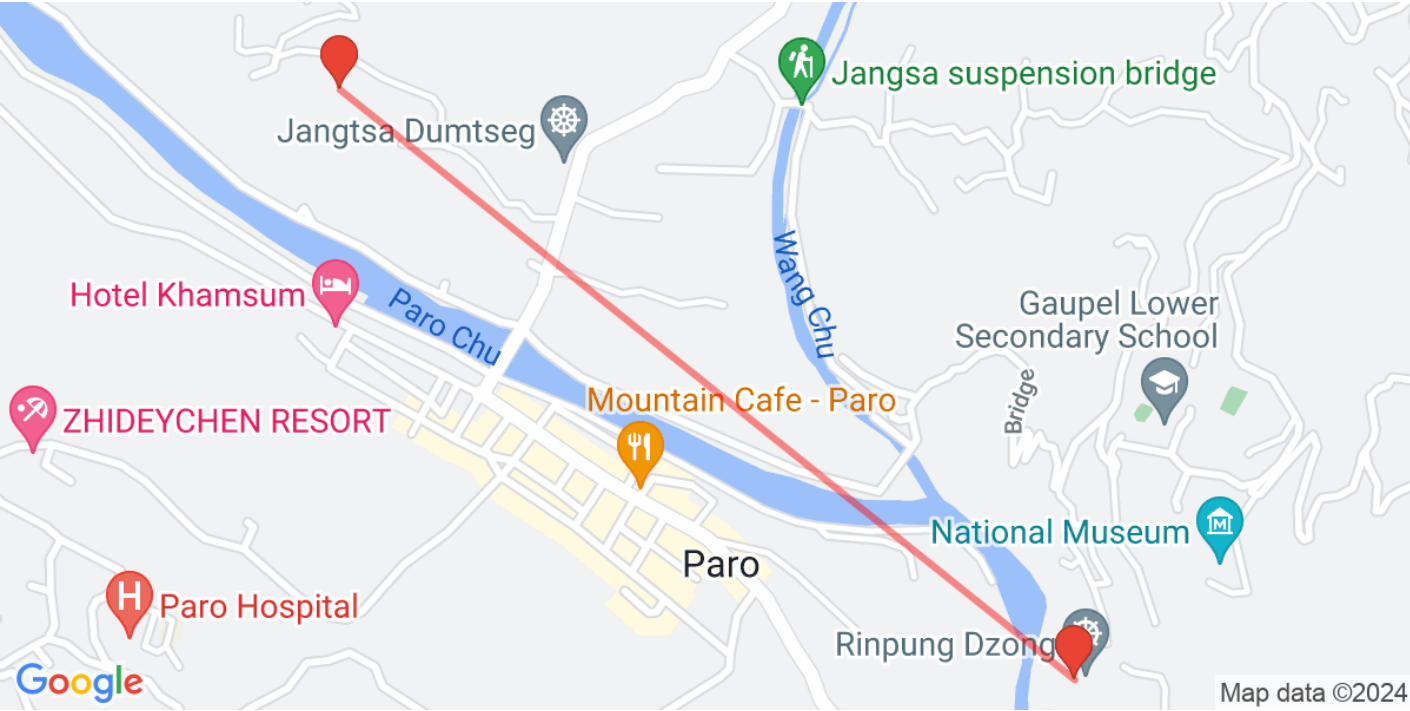 Jangsa suspension bridge
Jangtsa Dumtseg
Wang Chu
Hotel Khamsum
Paro Chu
Gaupel Lower
Secondary School
Mountain Cafe - Paro
Bridge
ZHIDEYCHEN RESORT
National Museum
Paro
H
Paro Hospital
M
Rinpung Dzong
Google
Map data ©2024